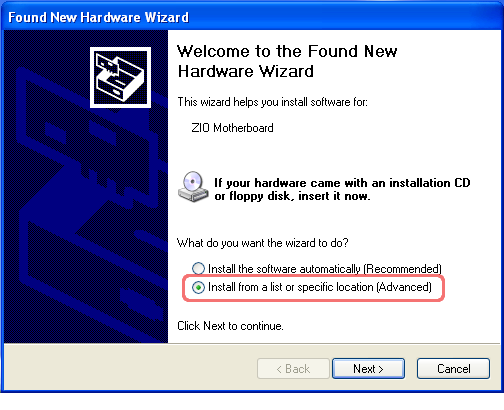 Found New Hardware Wizard
Welcome to the Found New
Hardware Wizard
This wizard helps you install software for:
ZIO Motherboard
If your hardware came with an installation CD
or floppy disk, insert it now.
What do you want the wizard to do?
Install the software automatically (Recommended)
Install from a list or specific location (Advanced)
Click Next to continue.
< Back
Next >
Cancel